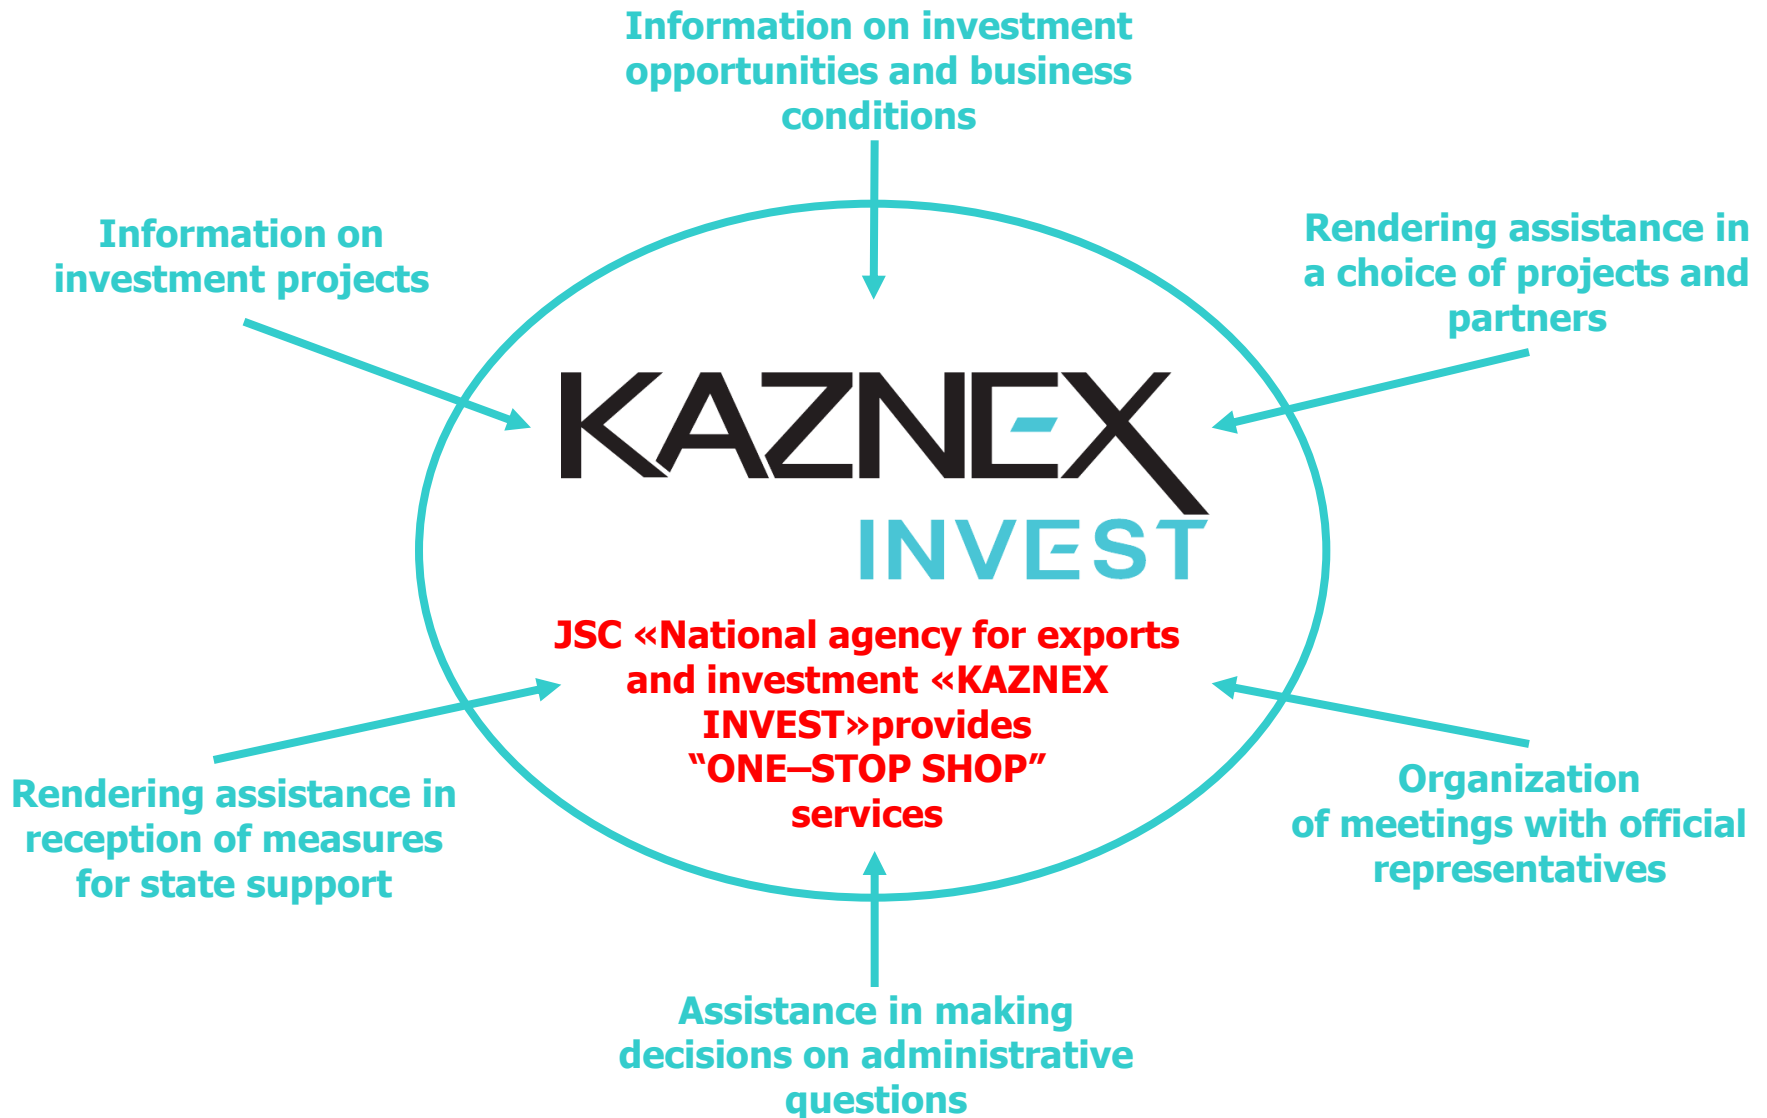 Information on investment
opportunities and business
conditions
Information on
investment projects
Rendering assistance in
a choice of projects and
partners
KAZNEX
INVEST
JSC «National agency for exports
and investment «KAZNEX
INVEST»provides
“ONE–STOP SHOP”
services
Rendering assistance in
reception of measures
for state support
Organization
of meetings with official
representatives
Assistance in making
decisions on administrative
questions